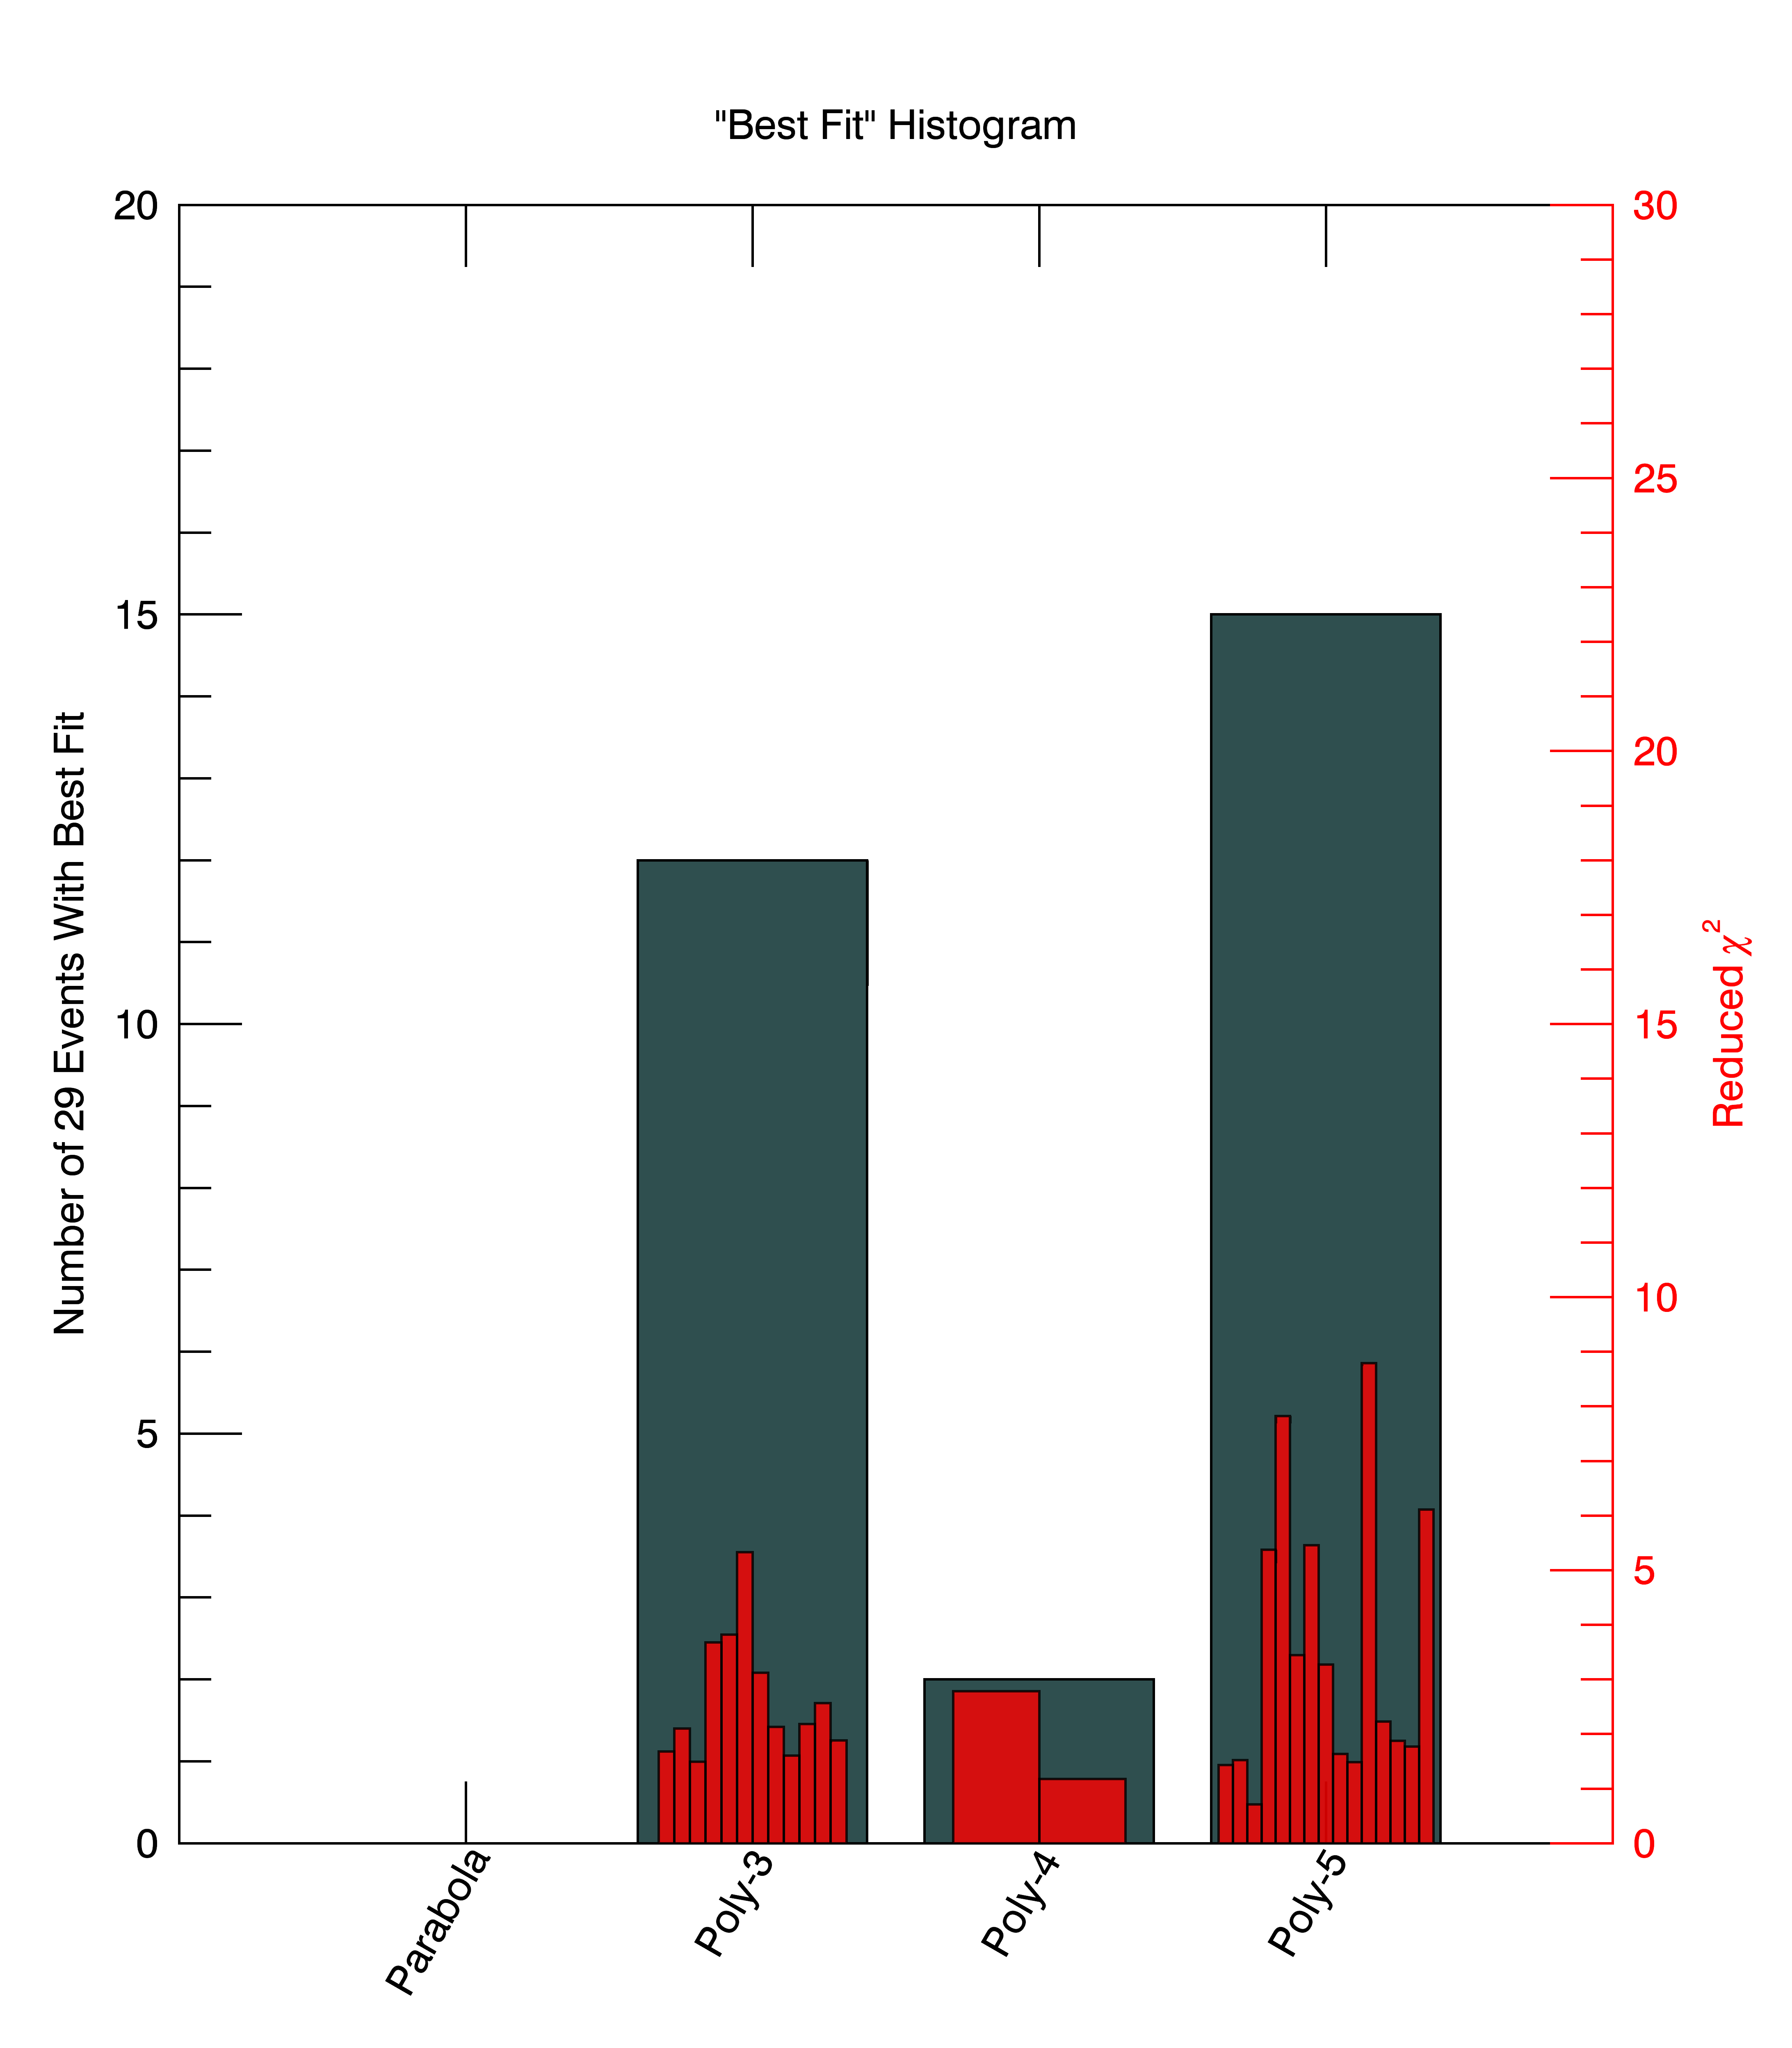 "Best Fit" Histogram
20
15
10
5
0
Number of 29 Events With Best Fit
30
25
20
15
10
5
0
Reduced χ²
Parabola
Poly-3
Poly-4
Poly-5